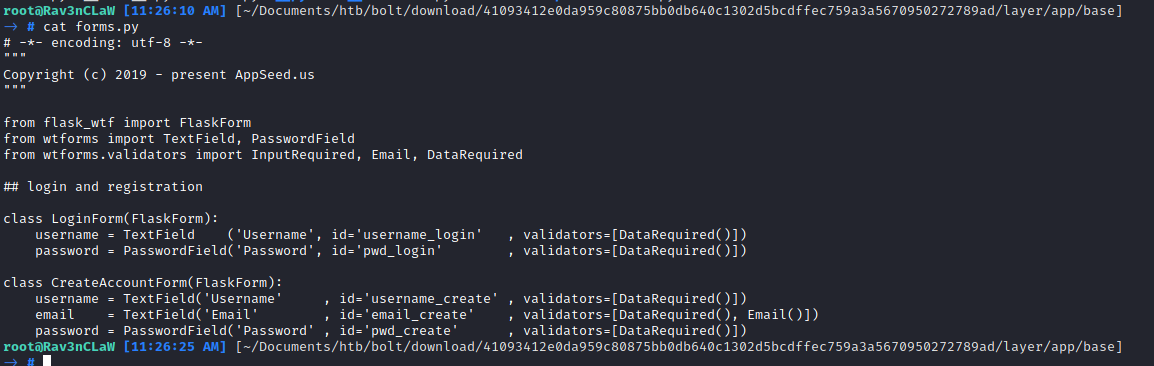 root@Rav3nCLaW [11:26:10 AM] [~/Documents/htb/bolt/download/41093412e0da959c80875bb0db640c1302d5bcdffec759a3a5670950272789ad/layer/app/base]
-> # cat forms.py
# -*- encoding: utf-8 -*-
"""
Copyright (c) 2019 - present AppSeed.us
"""
from flask_wtf import FlaskForm
from wtforms import TextField, PasswordField
from wtforms.validators import InputRequired, Email, DataRequired
## login and registration
class LoginForm(FlaskForm):
    username = TextField    ('Username', id='username_login'   , validators=[DataRequired()])
    password = PasswordField('Password', id='pwd_login'        , validators=[DataRequired()])
class CreateAccountForm(FlaskForm):
    username = TextField('Username'     , id='username_create' , validators=[DataRequired()])
    email    = TextField('Email'        , id='email_create'    , validators=[DataRequired(), Email()])
    password = PasswordField('Password' , id='pwd_create'      , validators=[DataRequired()])
root@Rav3nCLaW [11:26:25 AM] [~/Documents/htb/bolt/download/41093412e0da959c80875bb0db640c1302d5bcdffec759a3a5670950272789ad/layer/app/base]
-> #